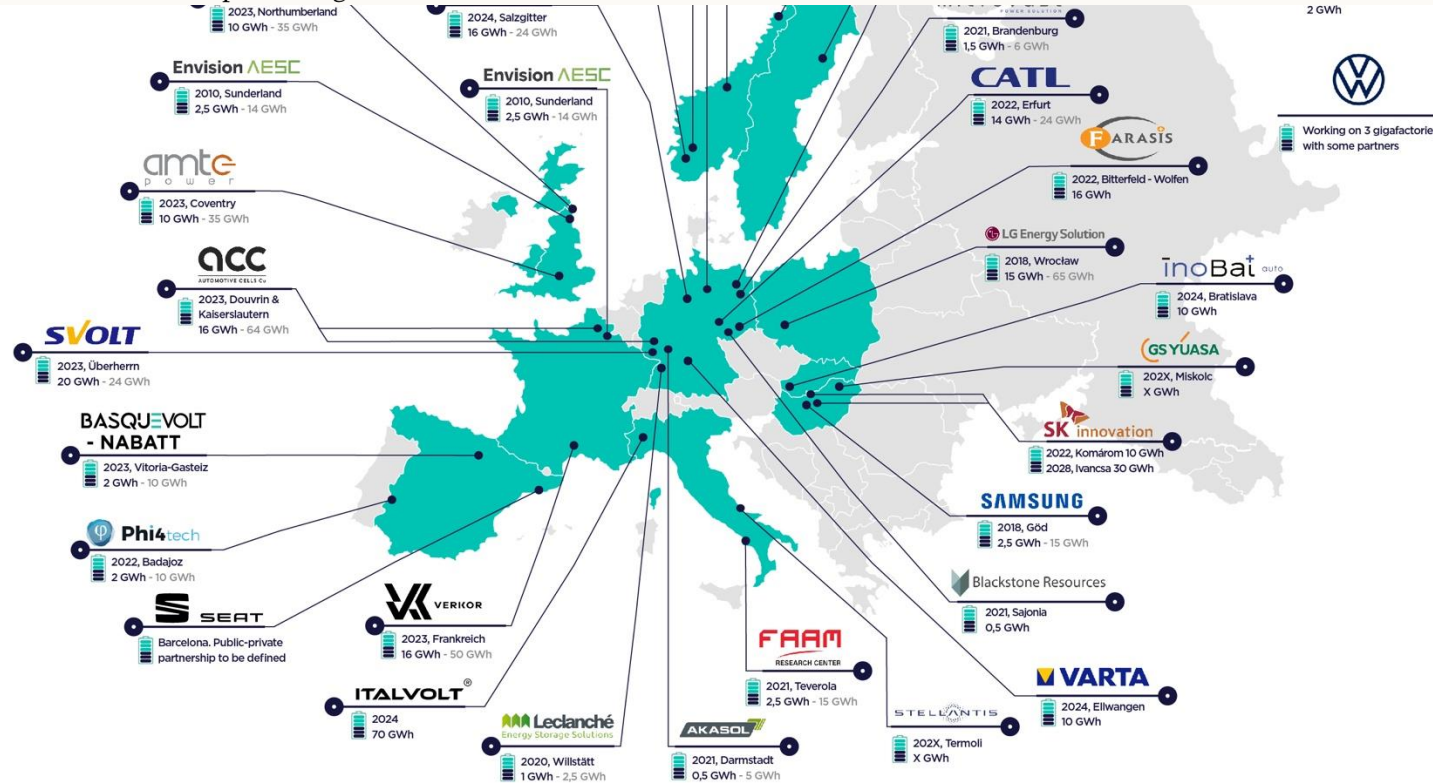 2023, Northumberland
10 GWh - 35 GWh
2024, Salzgitter
16 GWh - 24 GWh
POWER SOLUTION
2021, Brandenburg
1,5 GWh - 6 GWh
2 GWh
Envision AESC
2010, Sunderland
2,5 GWh - 14 GWh
Envision AESC
2010, Sunderland
2,5 GWh - 14 GWh
CATL
2022, Erfurt
14 GWh - 24 GWh
Working on 3 gigafactorie
with some partners
FARASIS
2022, Bitterfeld - Wolfen
16 GWh
amte
power
2023, Coventry
10 GWh - 35 GWh
LG Energy Solution
2018, Wrocław
15 GWh - 65 GWh
inoBat auto
2024, Bratislava
10 GWh
acc
AUTOMOTIVE CELLS Co
2023, Douvrin &
Kaiserslautern
16 GWh - 64 GWh
SVOLT
2023, Überherrn
20 GWh - 24 GWh
GS YUASA
202X, Miskolc
X GWh
BASQUEVOLT
- NABATT
2023, Vitoria-Gasteiz
2 GWh - 10 GWh
SK innovation
2022, Komárom 10 GWh
2028, Ivancsa 30 GWh
SAMSUNG
2018, Göd
2,5 GWh - 15 GWh
Phi4tech
2022, Badajoz
2 GWh - 10 GWh
Blackstone Resources
2021, Sajonia
0,5 GWh
SEAT
Barcelona. Public-private
partnership to be defined
VERKOR
2023, Frankreich
16 GWh - 50 GWh
FAAM
RESEARCH CENTER
2021, Teverola
2,5 GWh - 15 GWh
VARTA
2024, Ellwangen
10 GWh
ITALVOLT®
2024
70 GWh
Leclanché
Energy Storage Solutions
2020, Willstätt
1 GWh - 2,5 GWh
AKASOL
2021, Darmstadt
0,5 GWh - 5 GWh
STELLANTIS
202X, Termoli
X GWh